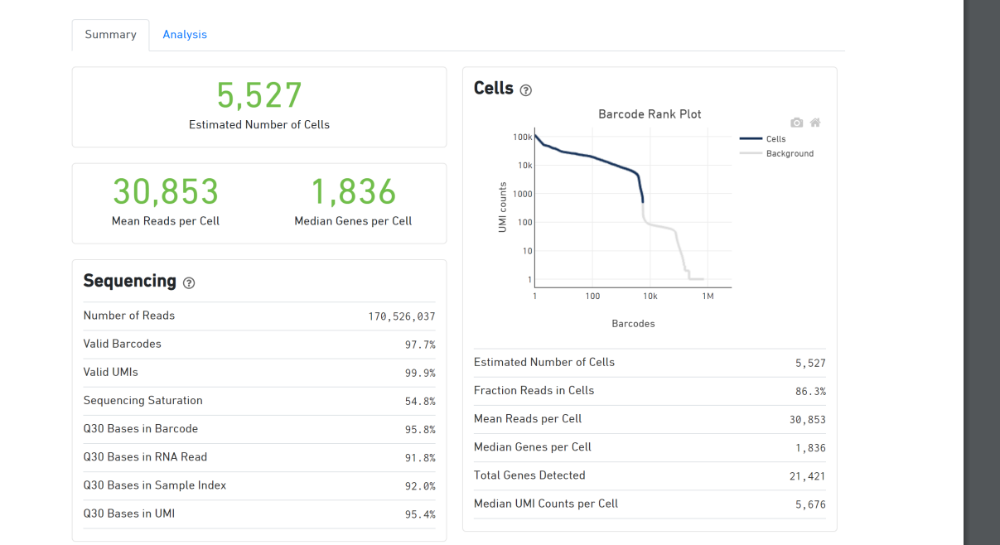 Summary Analysis
5,527
Estimated Number of Cells
30,853 1,836
Mean Reads per Cell Median Genes per Cell
Sequencing ?
Number of Reads 170,526,037
Valid Barcodes 97.7%
Valid UMIs 99.9%
Sequencing Saturation 54.8%
Q30 Bases in Barcode 95.8%
Q30 Bases in RNA Read 91.8%
Q30 Bases in Sample Index 92.0%
Q30 Bases in UMI 95.4%
Cells ?
Barcode Rank Plot
Cells
Background
UMI counts
100k
10k
1000
100
10
1
1 100 10k 1M
Barcodes
Estimated Number of Cells 5,527
Fraction Reads in Cells 86.3%
Mean Reads per Cell 30,853
Median Genes per Cell 1,836
Total Genes Detected 21,421
Median UMI Counts per Cell 5,676